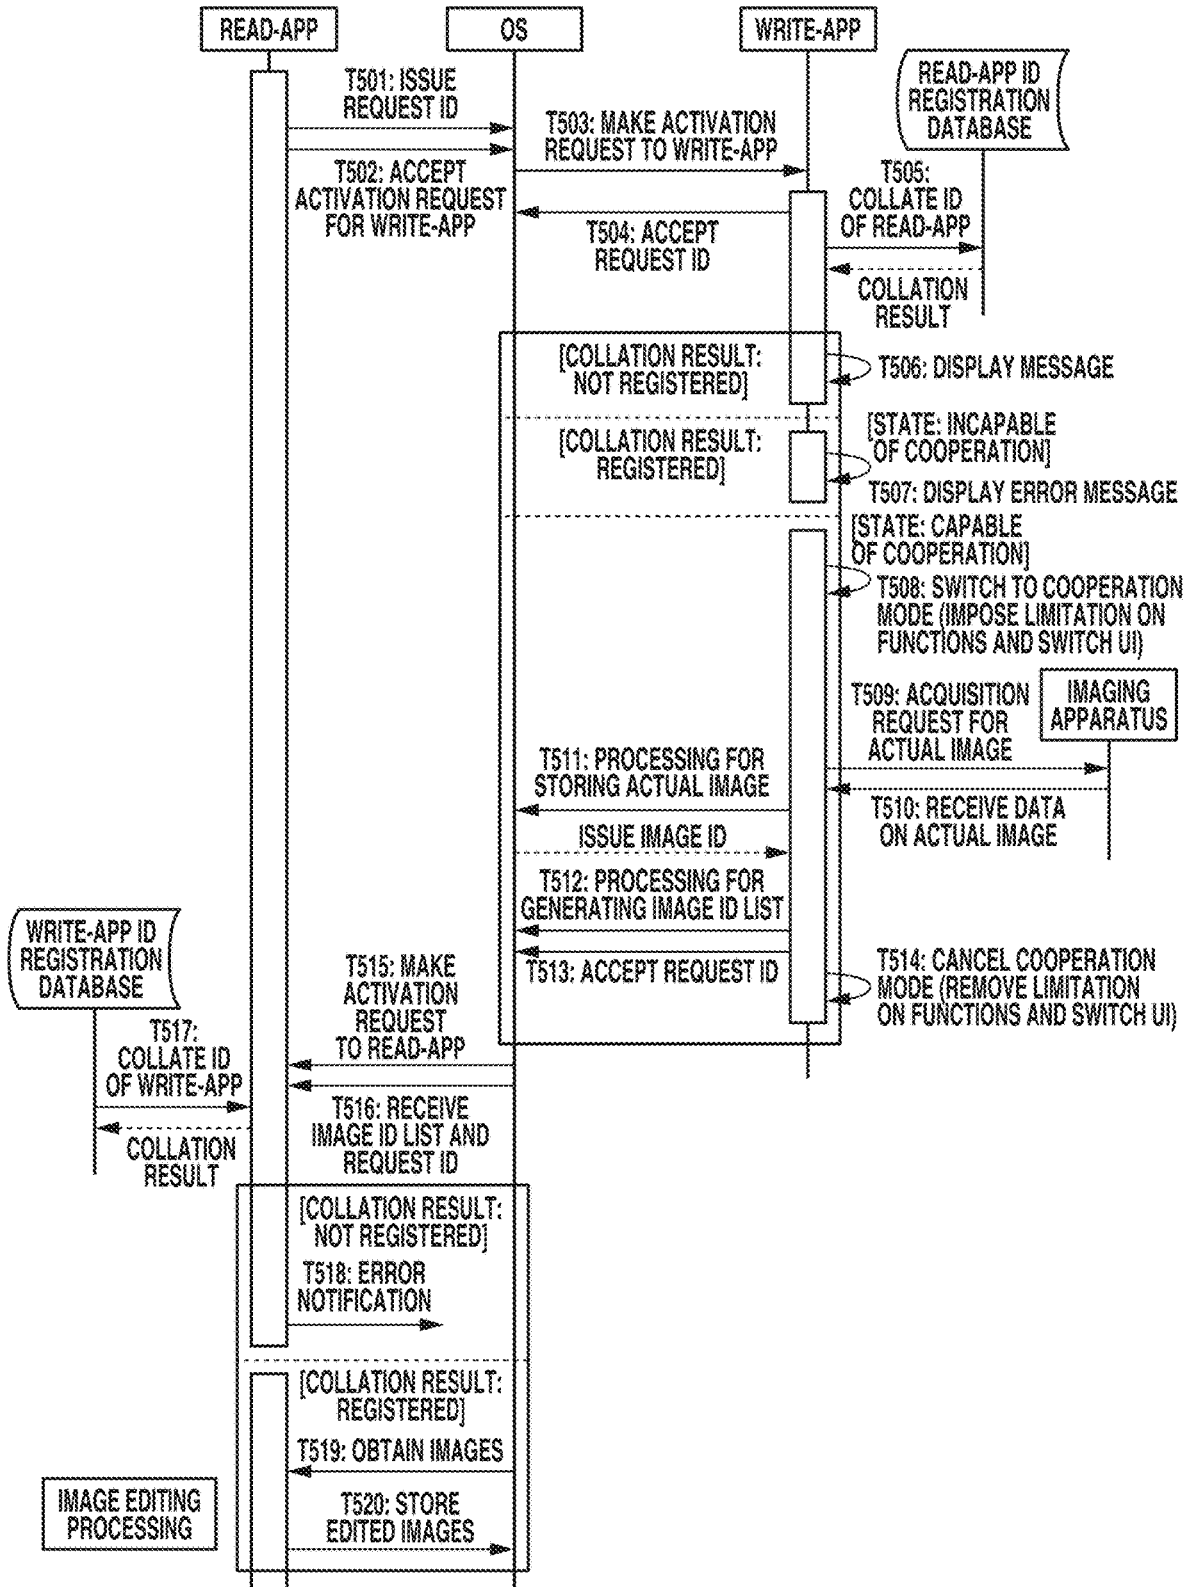 READ-APP
OS
WRITE-APP
READ-APP ID
REGISTRATION
DATABASE
T501: ISSUE
REQUEST ID
T502: ACCEPT
ACTIVATION REQUEST
FOR WRITE-APP
T503: MAKE ACTIVATION
REQUEST TO WRITE-APP
T504: ACCEPT
REQUEST ID
T505:
COLLATE ID
OF READ-APP
COLLATION
RESULT
[COLLATION RESULT:
NOT REGISTERED]
T506: DISPLAY MESSAGE
[COLLATION RESULT:
REGISTERED]
[STATE: INCAPABLE
OF COOPERATION]
T507: DISPLAY ERROR MESSAGE
[STATE: CAPABLE
OF COOPERATION]
T508: SWITCH TO COOPERATION
MODE (IMPOSE LIMITATION ON
FUNCTIONS AND SWITCH UI)
T509: ACQUISITION
REQUEST FOR
ACTUAL IMAGE
IMAGING
APPARATUS
T510: RECEIVE DATA
ON ACTUAL IMAGE
T511: PROCESSING FOR
STORING ACTUAL IMAGE
ISSUE IMAGE ID
T512: PROCESSING FOR
GENERATING IMAGE ID LIST
T513: ACCEPT REQUEST ID
T514: CANCEL COOPERATION
MODE (REMOVE LIMITATION
ON FUNCTIONS AND SWITCH UI)
WRITE-APP ID
REGISTRATION
DATABASE
T515: MAKE
ACTIVATION
REQUEST
TO READ-APP
T517:
COLLATE ID
OF WRITE-APP
COLLATION
RESULT
T516: RECEIVE
IMAGE ID LIST AND
REQUEST ID
[COLLATION RESULT:
NOT REGISTERED]
T518: ERROR
NOTIFICATION
[COLLATION RESULT:
REGISTERED]
T519: OBTAIN IMAGES
IMAGE EDITING
PROCESSING
T520: STORE
EDITED IMAGES